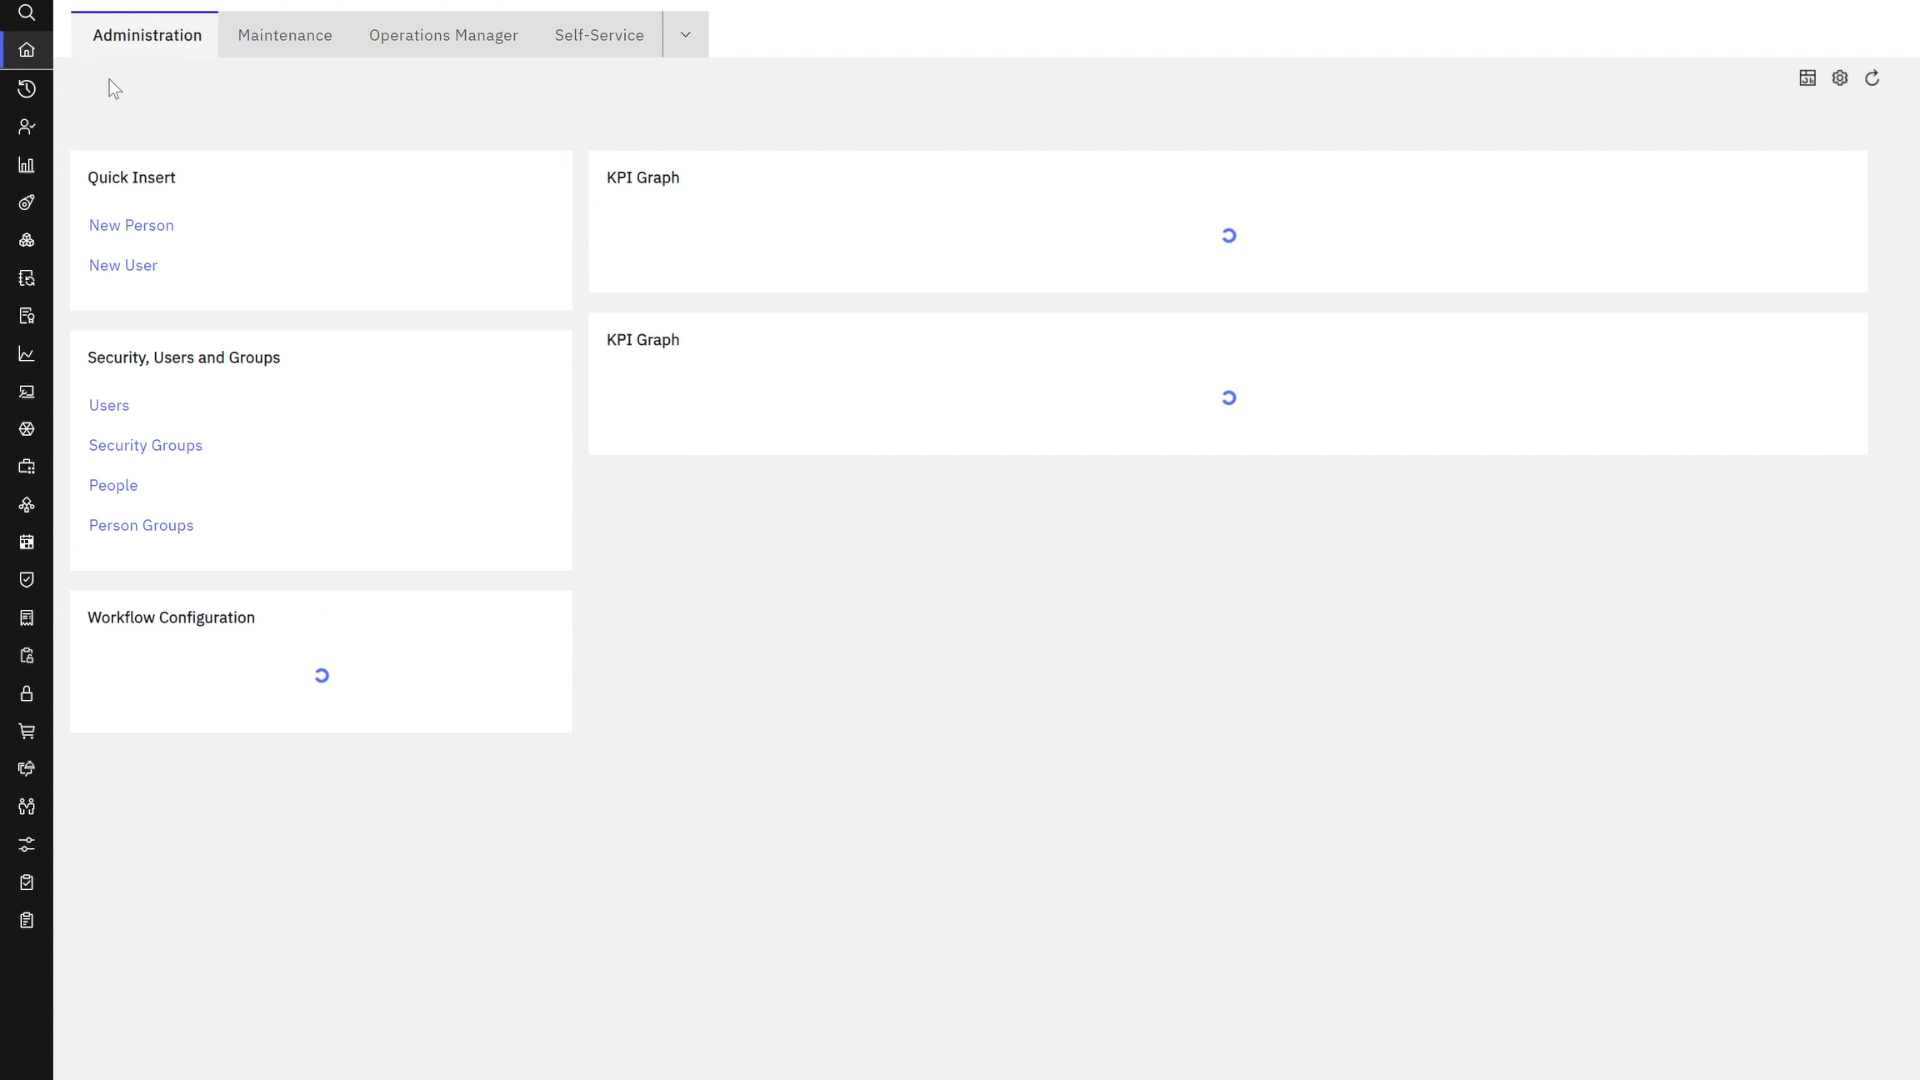 Administration
Maintenance
Operations Manager
Self-Service
Quick Insert
New Person
New User
Security, Users and Groups
Users
Security Groups
People
Person Groups
Workflow Configuration
KPI Graph
KPI Graph